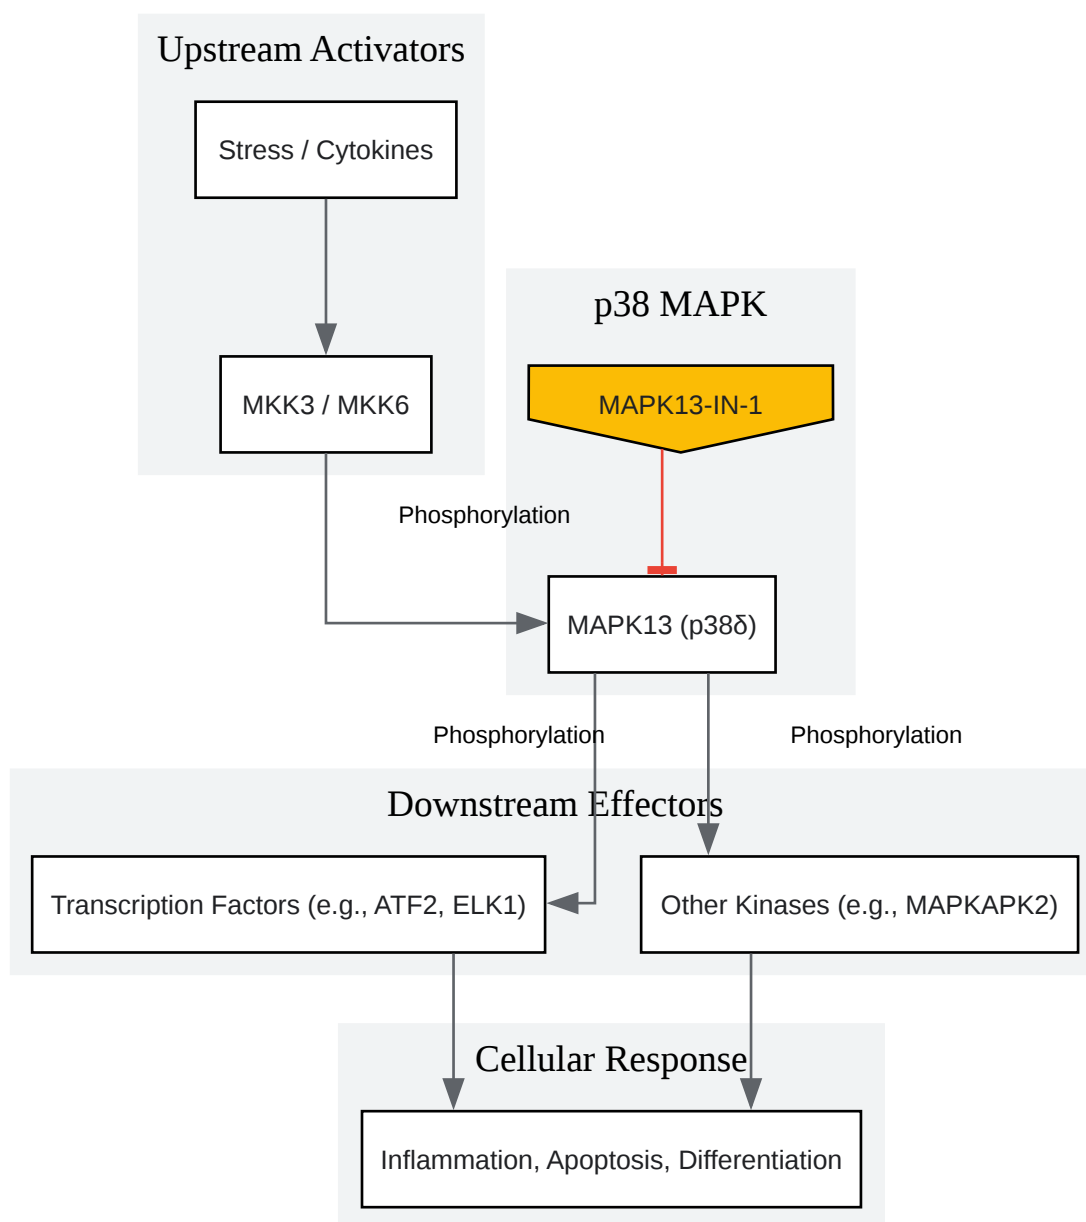 Upstream Activators
Stress / Cytokines
p38 MAPK
MKK3 / MKK6
MAPK13-IN-1
Phosphorylation
MAPK13 (p38δ)
Phosphorylation
Phosphorylation
Downstream Effectors
Transcription Factors (e.g., ATF2, ELK1)
Other Kinases (e.g., MAPKAPK2)
Cellular Response
Inflammation, Apoptosis, Differentiation